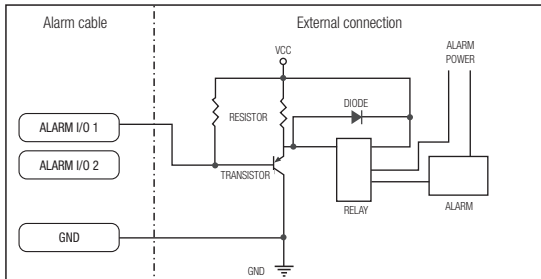 Alarm cable
External connection
VCC
ALARM
POWER
DIODE
RESISTOR
ALARM I/O 1
ALARM I/O 2
TRANSISTOR
RELAY
ALARM
GND
GND